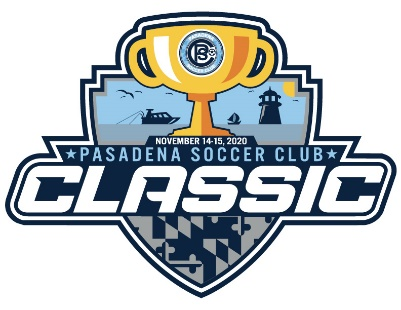 NOVEMBER 14-15, 2020
PASADENA SOCCER CLUB
CLASSIC